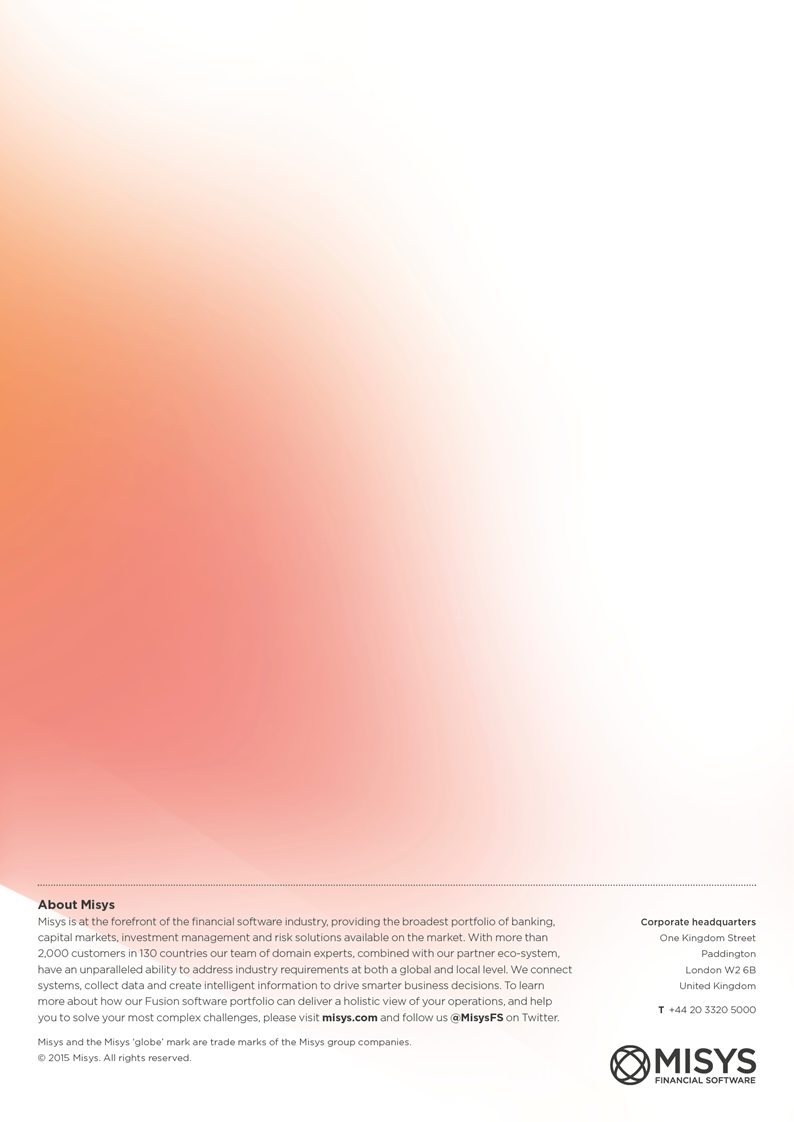 About Misys
Misys is at the forefront of the financial software industry, providing the broadest portfolio of banking,
capital markets, investment management and risk solutions available on the market. With more than
2,000 customers in 130 countries our team of domain experts, combined with our partner eco-system,
have an unparalleled ability to address industry requirements at both a global and local level. We connect
systems, collect data and create intelligent information to drive smarter business decisions. To learn
more about how our Fusion software portfolio can deliver a holistic view of your operations, and help
you to solve your most complex challenges, please visit misys.com and follow us @MisysFS on Twitter.
Misys and the Misys ‘globe’ mark are trade marks of the Misys group companies.
© 2015 Misys. All rights reserved.
Corporate headquarters
One Kingdom Street
Paddington
London W2 6B
United Kingdom
T +44 20 3320 5000
MISYS
FINANCIAL SOFTWARE